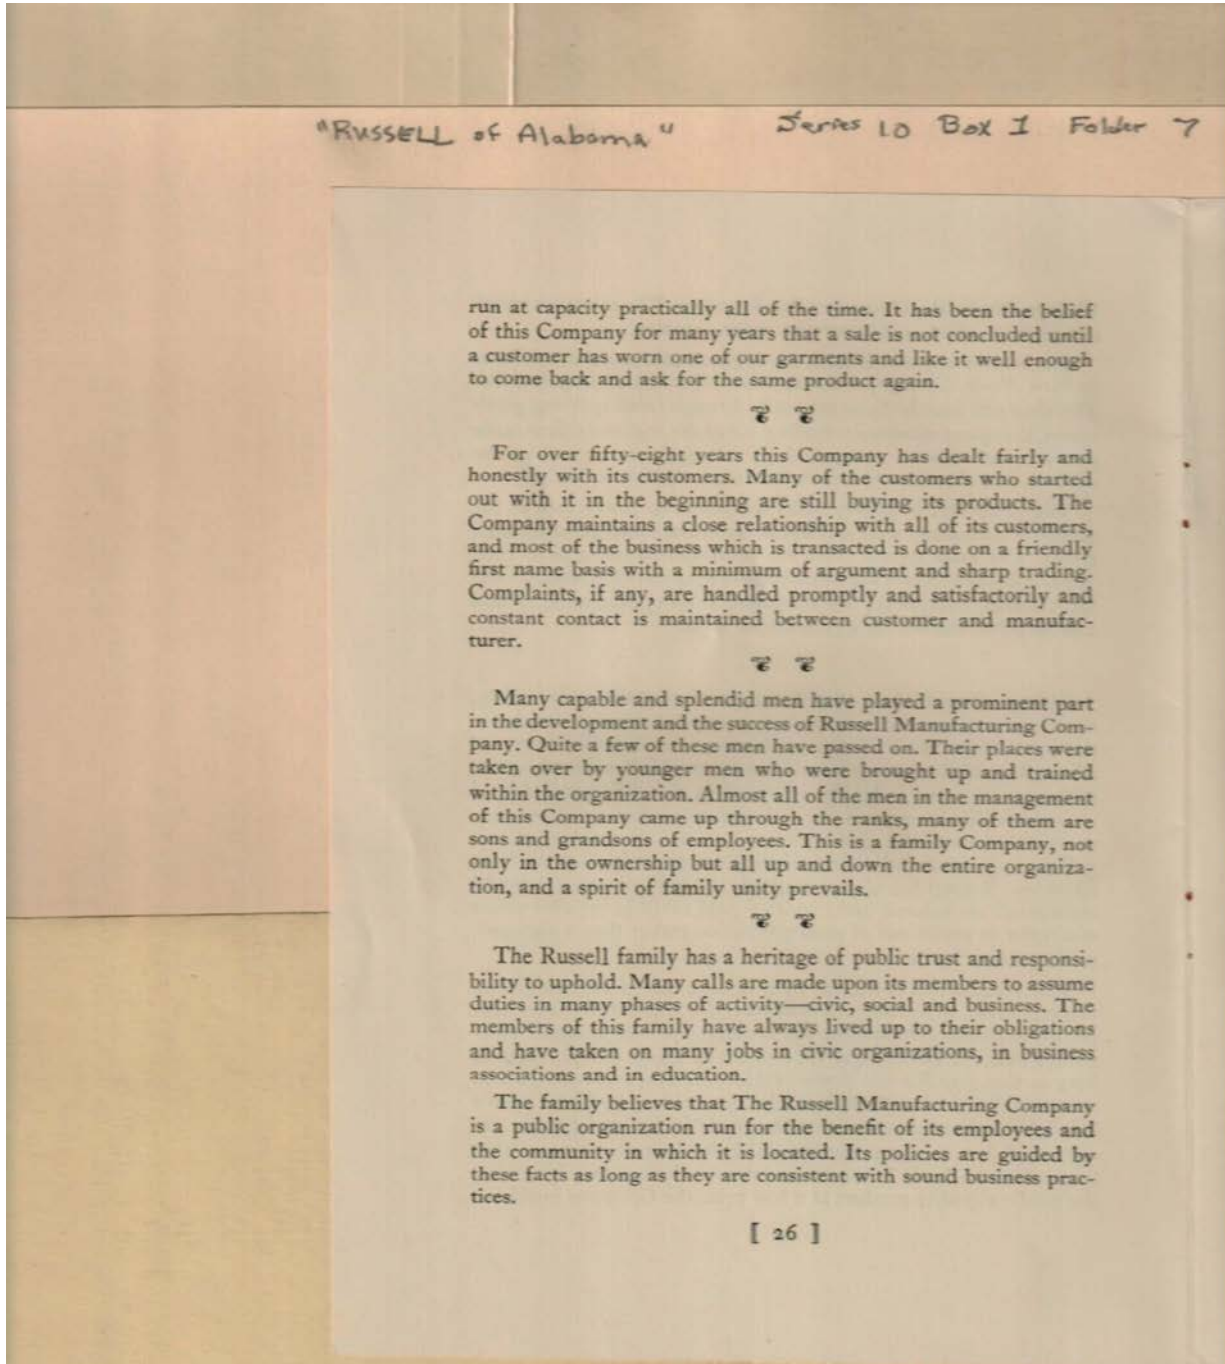 "RUSSELL of Alabama" Series 10 Box 1 Folder 7
run at capacity practically all of the time. It has been the belief
of this Company for many years that a sale is not concluded until
a customer has worn one of our garments and like it well enough
to come back and ask for the same product again.
For over fifty-eight years this Company has dealt fairly and
honestly with its customers. Many of the customers who started
out with it in the beginning are still buying its products. The
Company maintains a close relationship with all of its customers,
and most of the business which is transacted is done on a friendly
first name basis with a minimum of argument and sharp trading.
Complaints, if any, are handled promptly and satisfactorily and
constant contact is maintained between customer and manufac-
turer.
Many capable and splendid men have played a prominent part
in the development and the success of Russell Manufacturing Com-
pany. Quite a few of these men have passed on. Their places were
taken over by younger men who were brought up and trained
within the organization. Almost all of the men in the management
of this Company came up through the ranks, many of them are
sons and grandsons of employees. This is a family Company, not
only in the ownership but all up and down the entire organiza-
tion, and a spirit of family unity prevails.
The Russell family has a heritage of public trust and responsi-
bility to uphold. Many calls are made upon its members to assume
duties in many phases of activity—civic, social and business. The
members of this family have always lived up to their obligations
and have taken on many jobs in civic organizations, in business
associations and in education.
The family believes that The Russell Manufacturing Company
is a public organization run for the benefit of its employees and
the community in which it is located. Its policies are guided by
these facts as long as they are consistent with sound business prac-
tices.
[ 26 ]